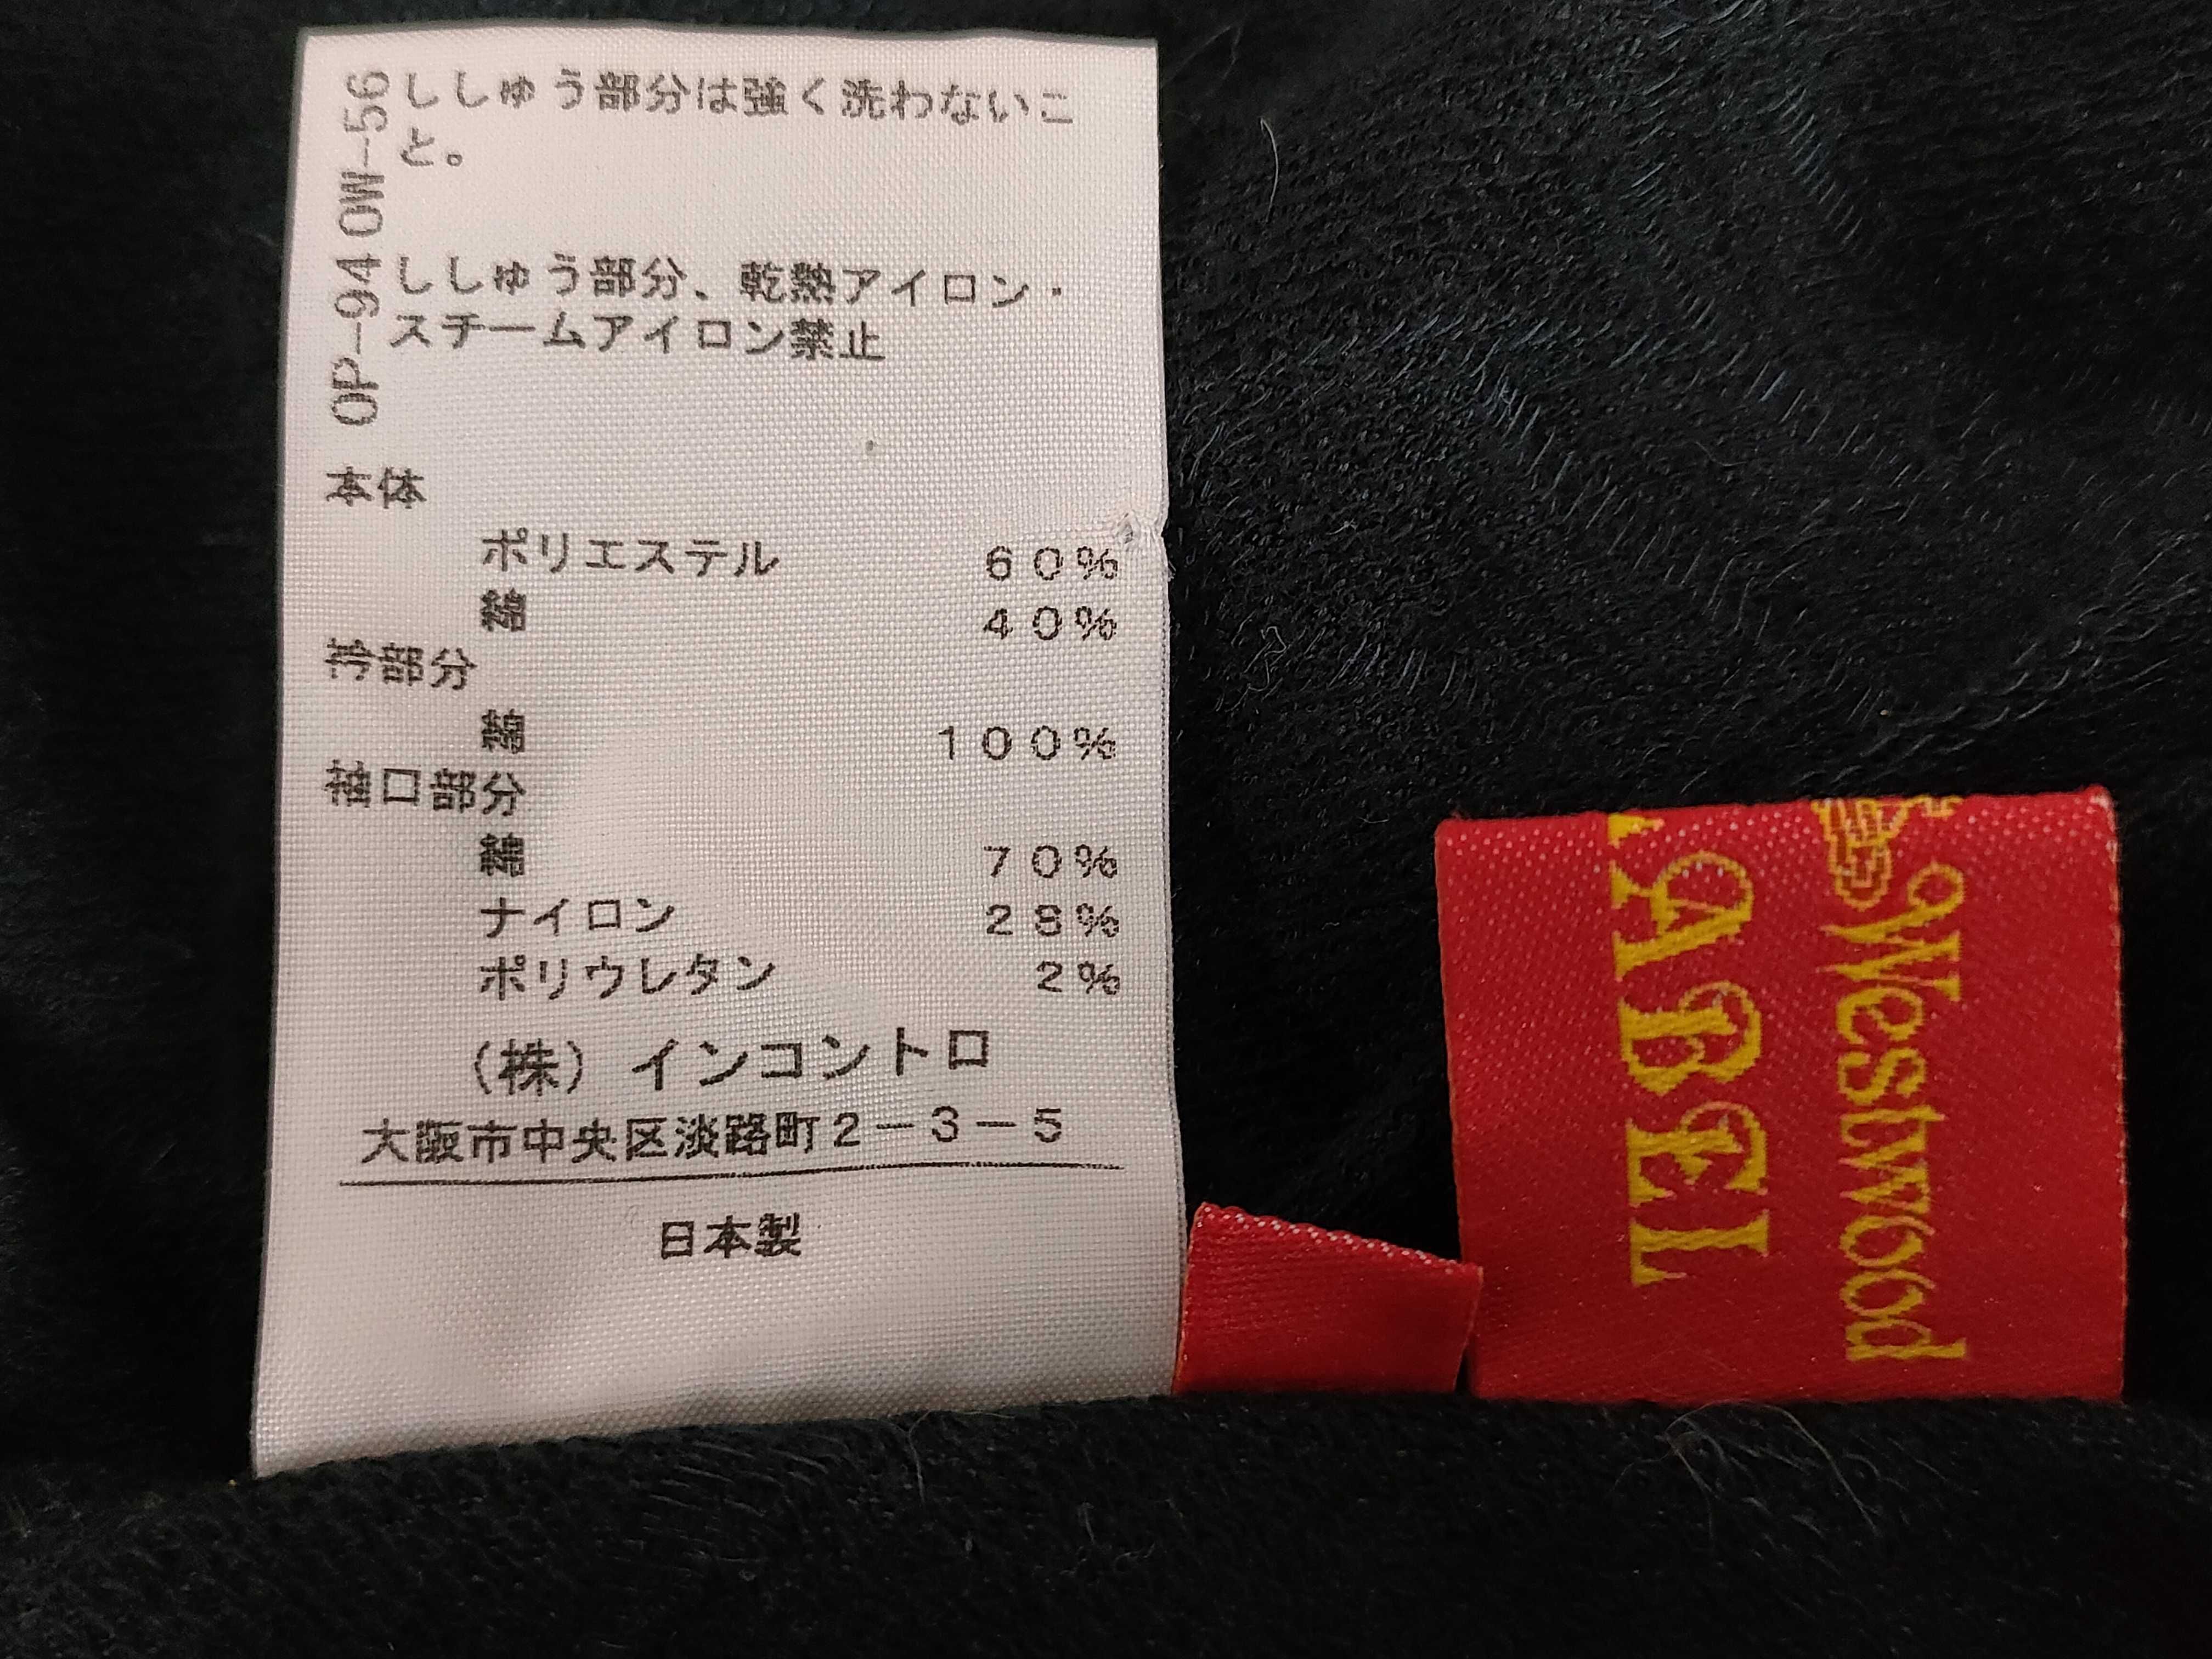 OP-94 OW-56
ししゅう部分は強く洗わないこ
と。
ししゅう部分、乾熱アイロン・
スチームアイロン禁止
本体
ポリエステル 60%
綿 40%
衿部分
綿 100%
袖口部分
綿 70%
ナイロン 28%
ポリウレタン 2%
(株) インコントロ
大阪市中央区淡路町2-3-5
日本製
Westwood
ABEL